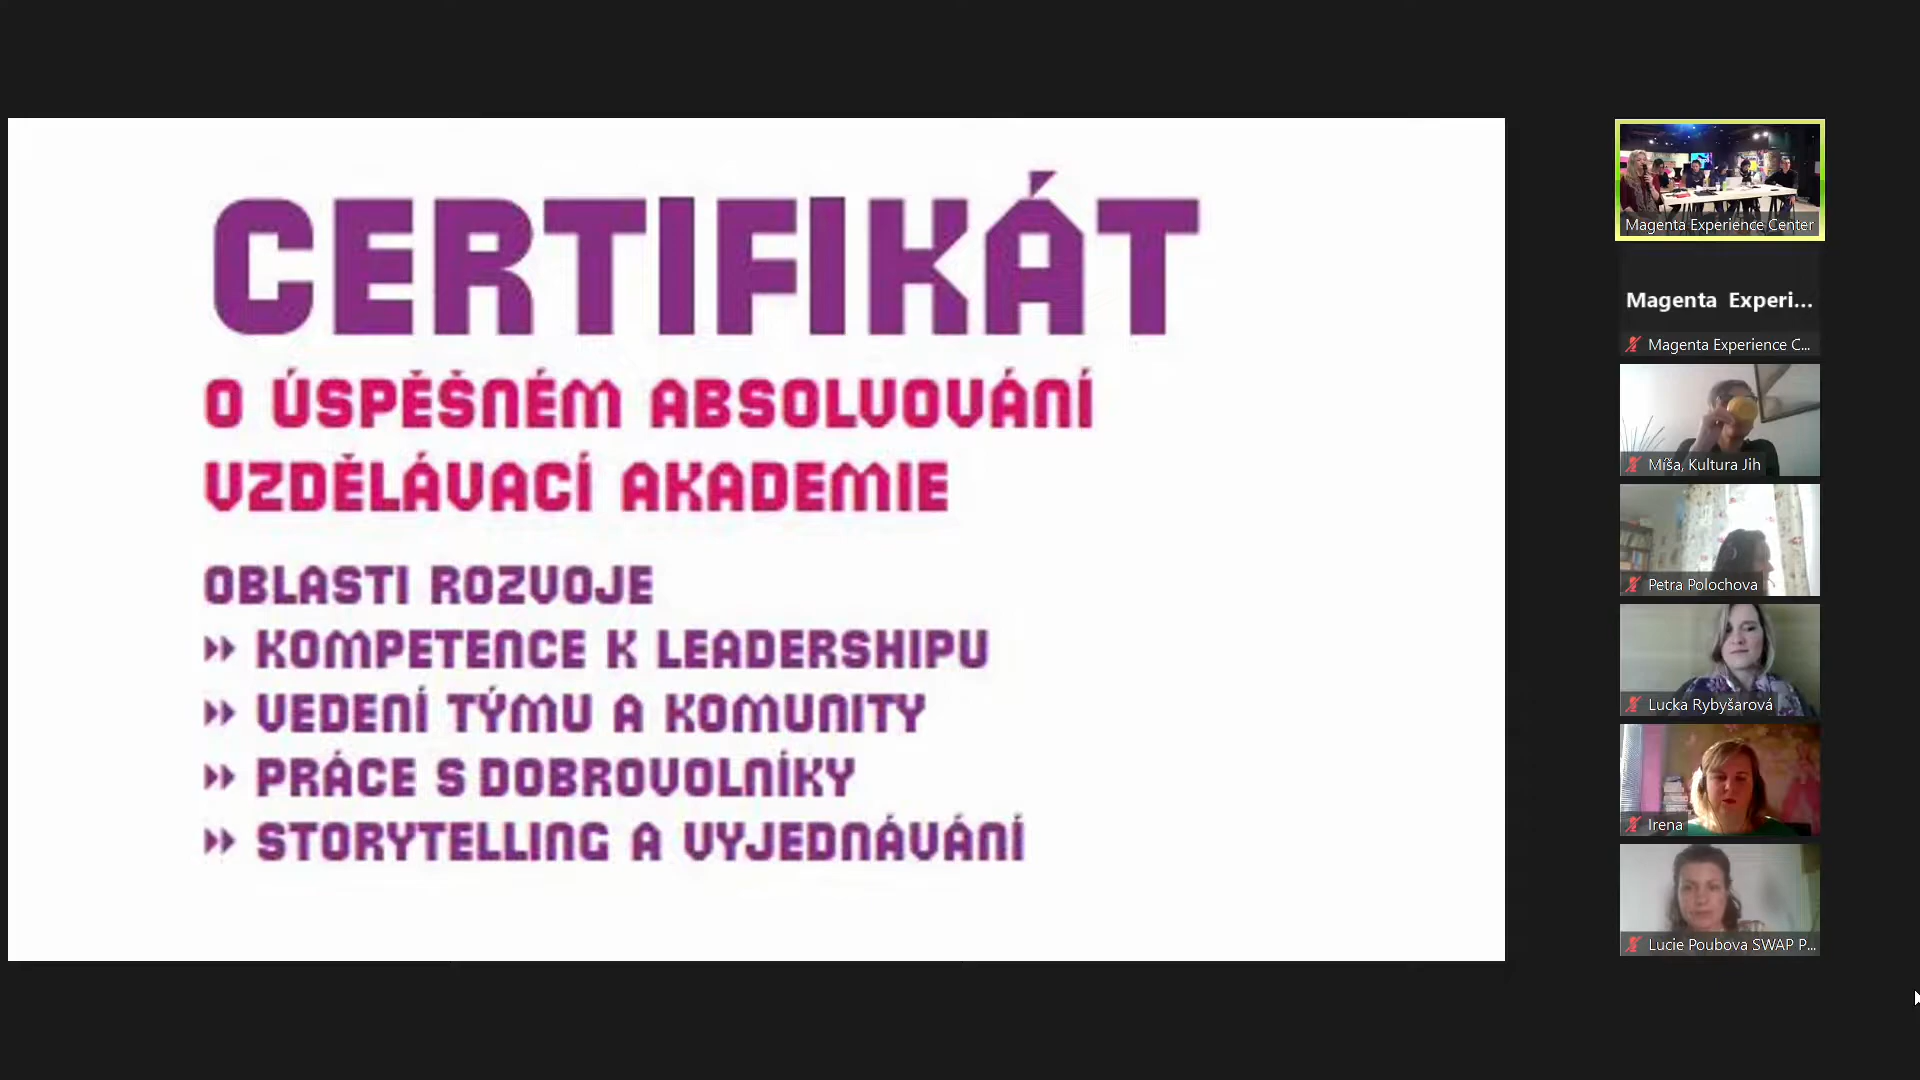 CERTIFIKÁT
O ÚSPĚŠNÉM ABSOLVOVÁNÍ
VZDĚLÁVACÍ AKADEMIE
OBLASTI ROZVOJE
» KOMPETENCE K LEADERSHIPU
» VEDENÍ TÝMU A KOMUNITY
» PRÁCE S DOBROVOLNÍKY
» STORYTELLING A VYJEDNÁVÁNÍ
Magenta Experience Center
Magenta Experi...
Magenta Experience C...
Míša, Kultura Jih
Petra Polochova
Lucka Rybyšarová
Irena
Lucie Poubova SWAP P...